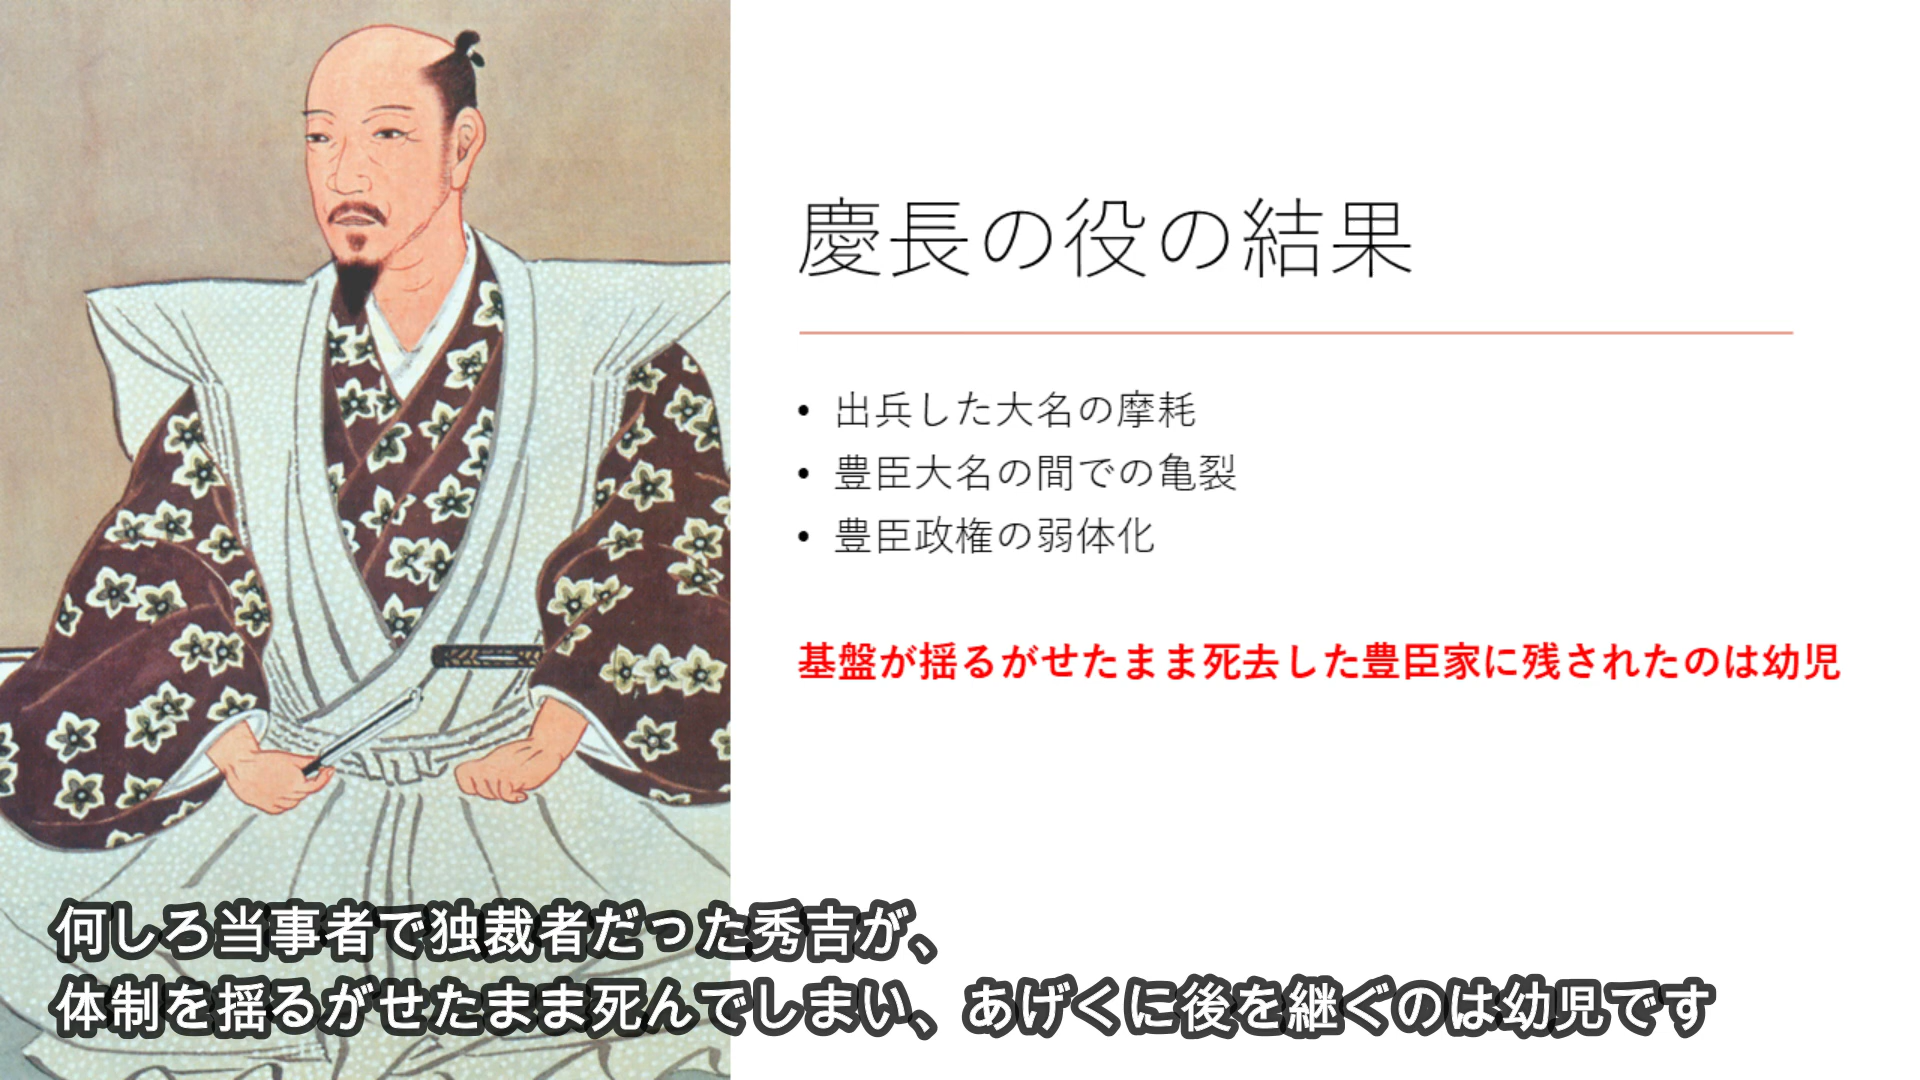 慶長の役の結果
• 出兵した大名の摩耗
• 豊臣大名の間での亀裂
• 豊臣政権の弱体化
基盤が揺るがせたまま死去した豊臣家に残されたのは幼児
何しろ当事者で独裁者だった秀吉が、
体制を揺るがせたまま死んでしまい、あげくに後を継ぐのは幼児です